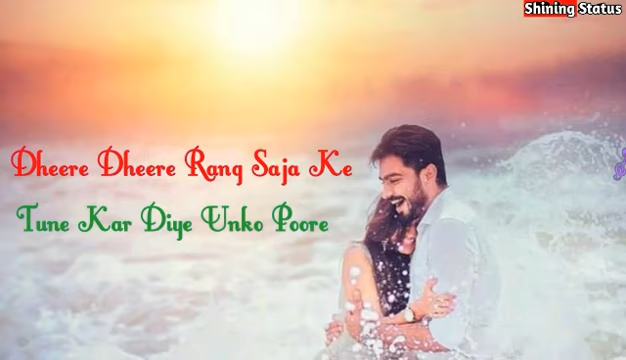 Shining Status
Dheere Dheere Rang Saja Ke
Tune Kar Diye Unko Poore